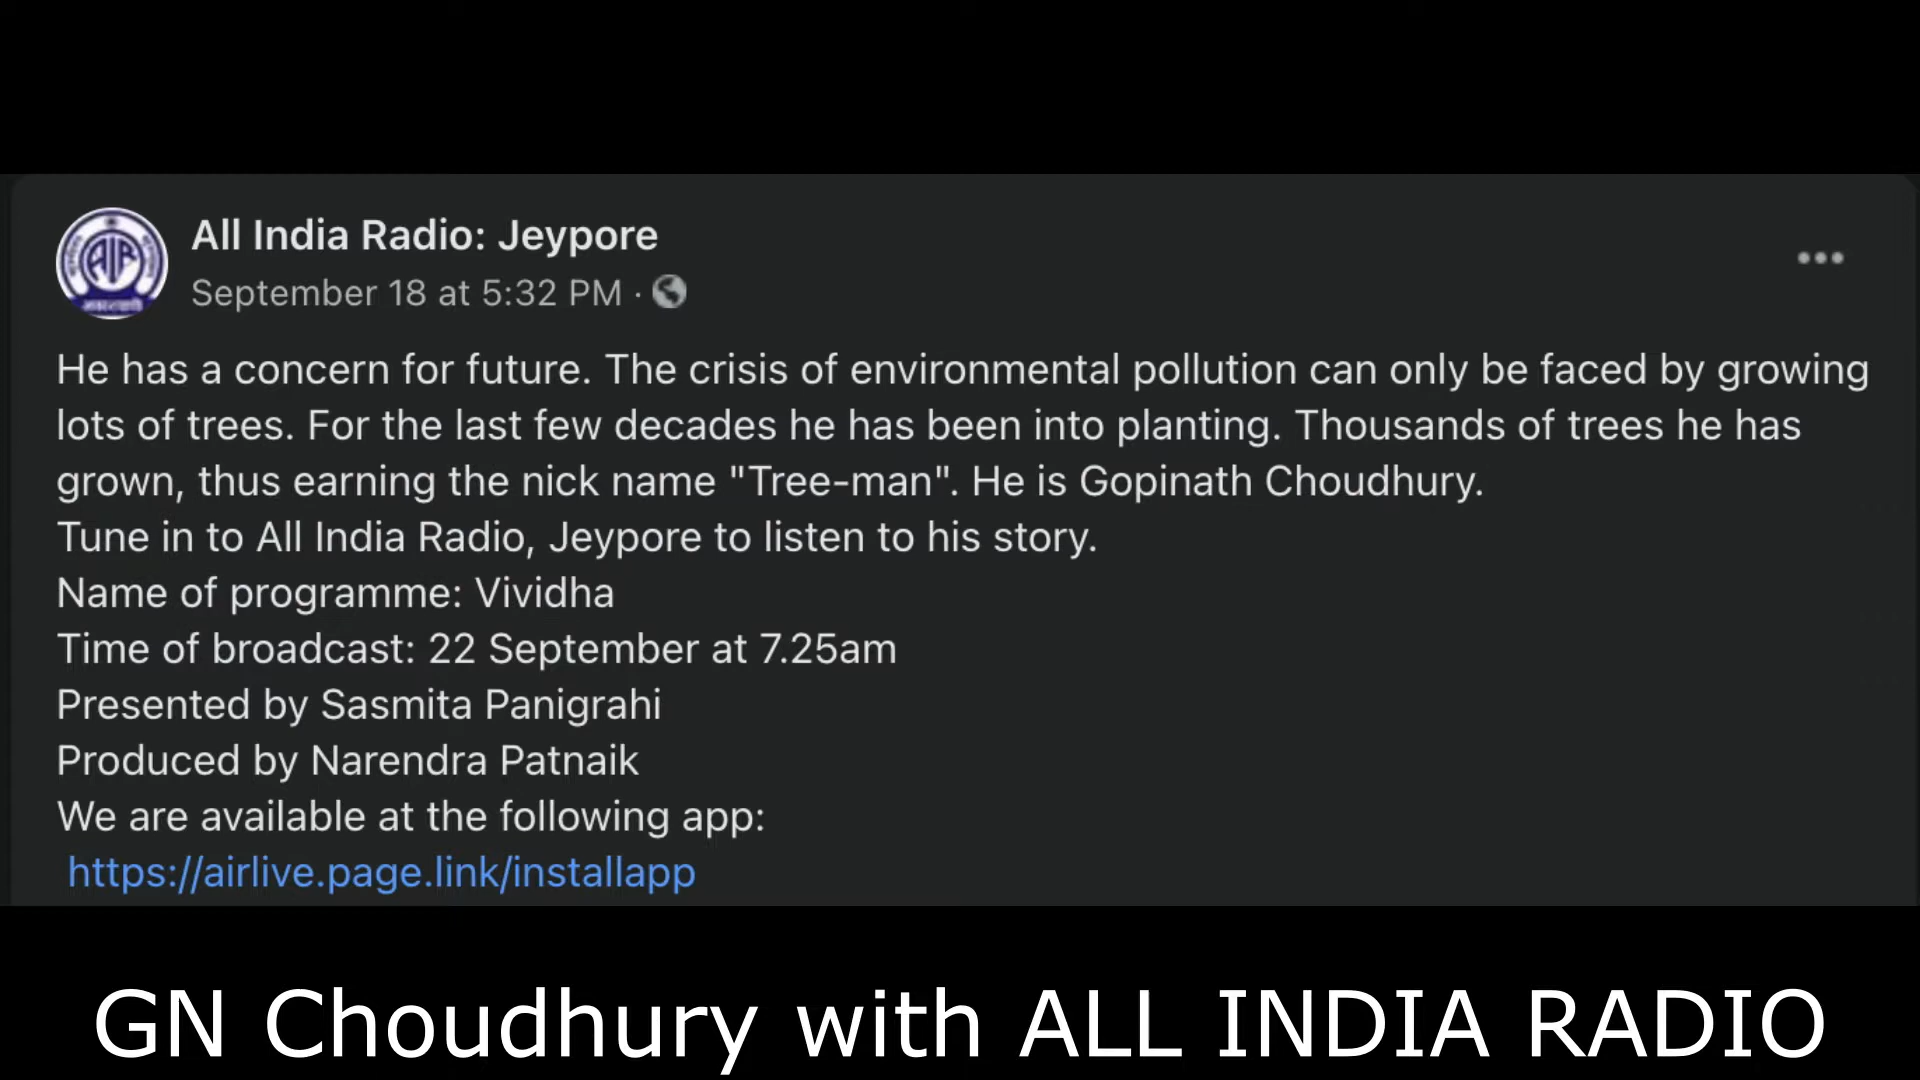 All India Radio: Jeypore
September 18 at 5:32 PM ·
He has a concern for future. The crisis of environmental pollution can only be faced by growing
lots of trees. For the last few decades he has been into planting. Thousands of trees he has
grown, thus earning the nick name "Tree-man". He is Gopinath Choudhury.
Tune in to All India Radio, Jeypore to listen to his story.
Name of programme: Vividha
Time of broadcast: 22 September at 7.25am
Presented by Sasmita Panigrahi
Produced by Narendra Patnaik
We are available at the following app:
https://airlive.page.link/installapp
GN Choudhury with ALL INDIA RADIO